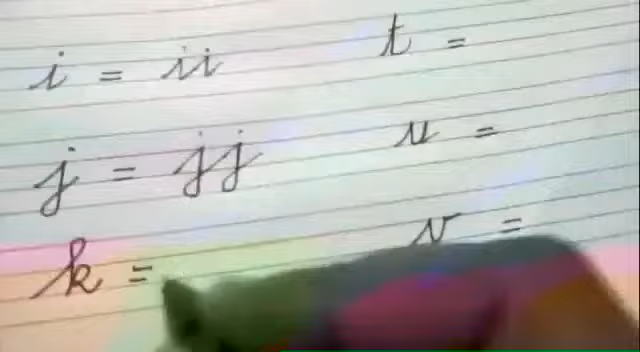 i = ii t =
j = jj u =
k = v =